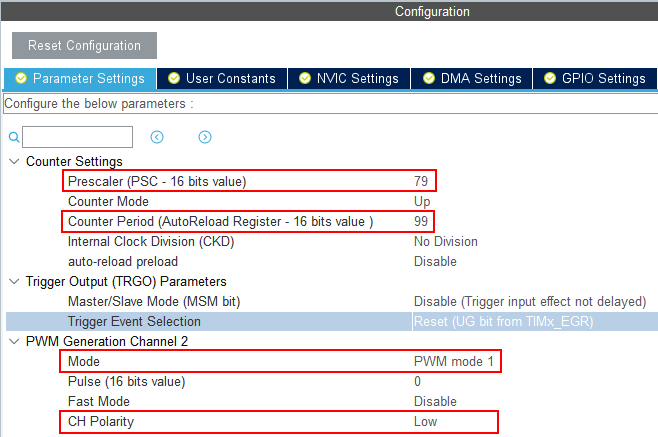 Configuration
Reset Configuration
Parameter Settings User Constants NVIC Settings DMA Settings GPIO Settings
Configure the below parameters :
Counter Settings
Prescaler (PSC - 16 bits value) 79
Counter Mode Up
Counter Period (AutoReload Register - 16 bits value ) 99
Internal Clock Division (CKD) No Division
auto-reload preload Disable
Trigger Output (TRGO) Parameters
Master/Slave Mode (MSM bit) Disable (Trigger input effect not delayed)
Trigger Event Selection Reset (UG bit from TIMx_EGR)
PWM Generation Channel 2
Mode PWM mode 1
Pulse (16 bits value) 0
Fast Mode Disable
CH Polarity Low